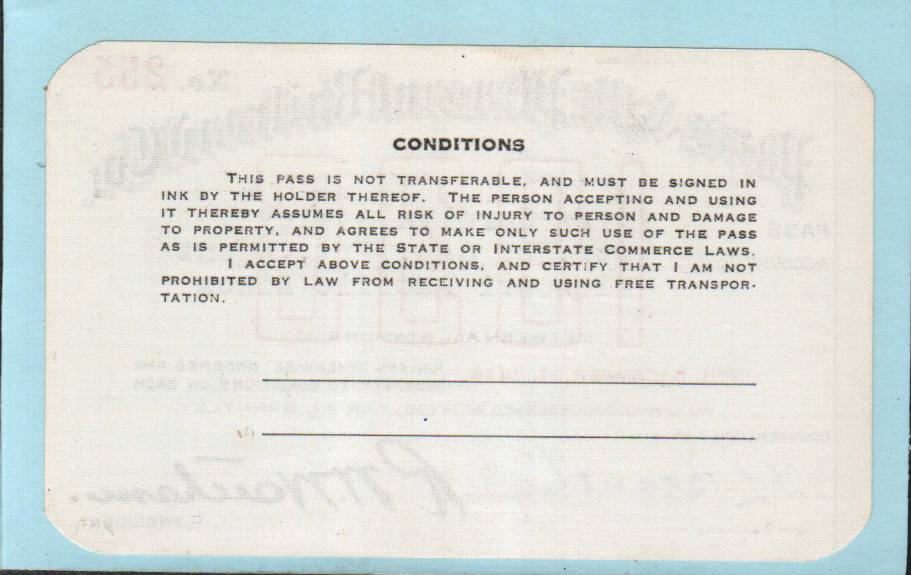 CONDITIONS
THIS PASS IS NOT TRANSFERABLE, AND MUST BE SIGNED IN
INK BY THE HOLDER THEREOF. THE PERSON ACCEPTING AND USING
IT THEREBY ASSUMES ALL RISK OF INJURY TO PERSON AND DAMAGE
TO PROPERTY, AND AGREES TO MAKE ONLY SUCH USE OF THE PASS
AS IS PERMITTED BY THE STATE OR INTERSTATE COMMERCE LAWS.
I ACCEPT ABOVE CONDITIONS, AND CERTIFY THAT I AM NOT
PROHIBITED BY LAW FROM RECEIVING AND USING FREE TRANSPOR-
TATION.